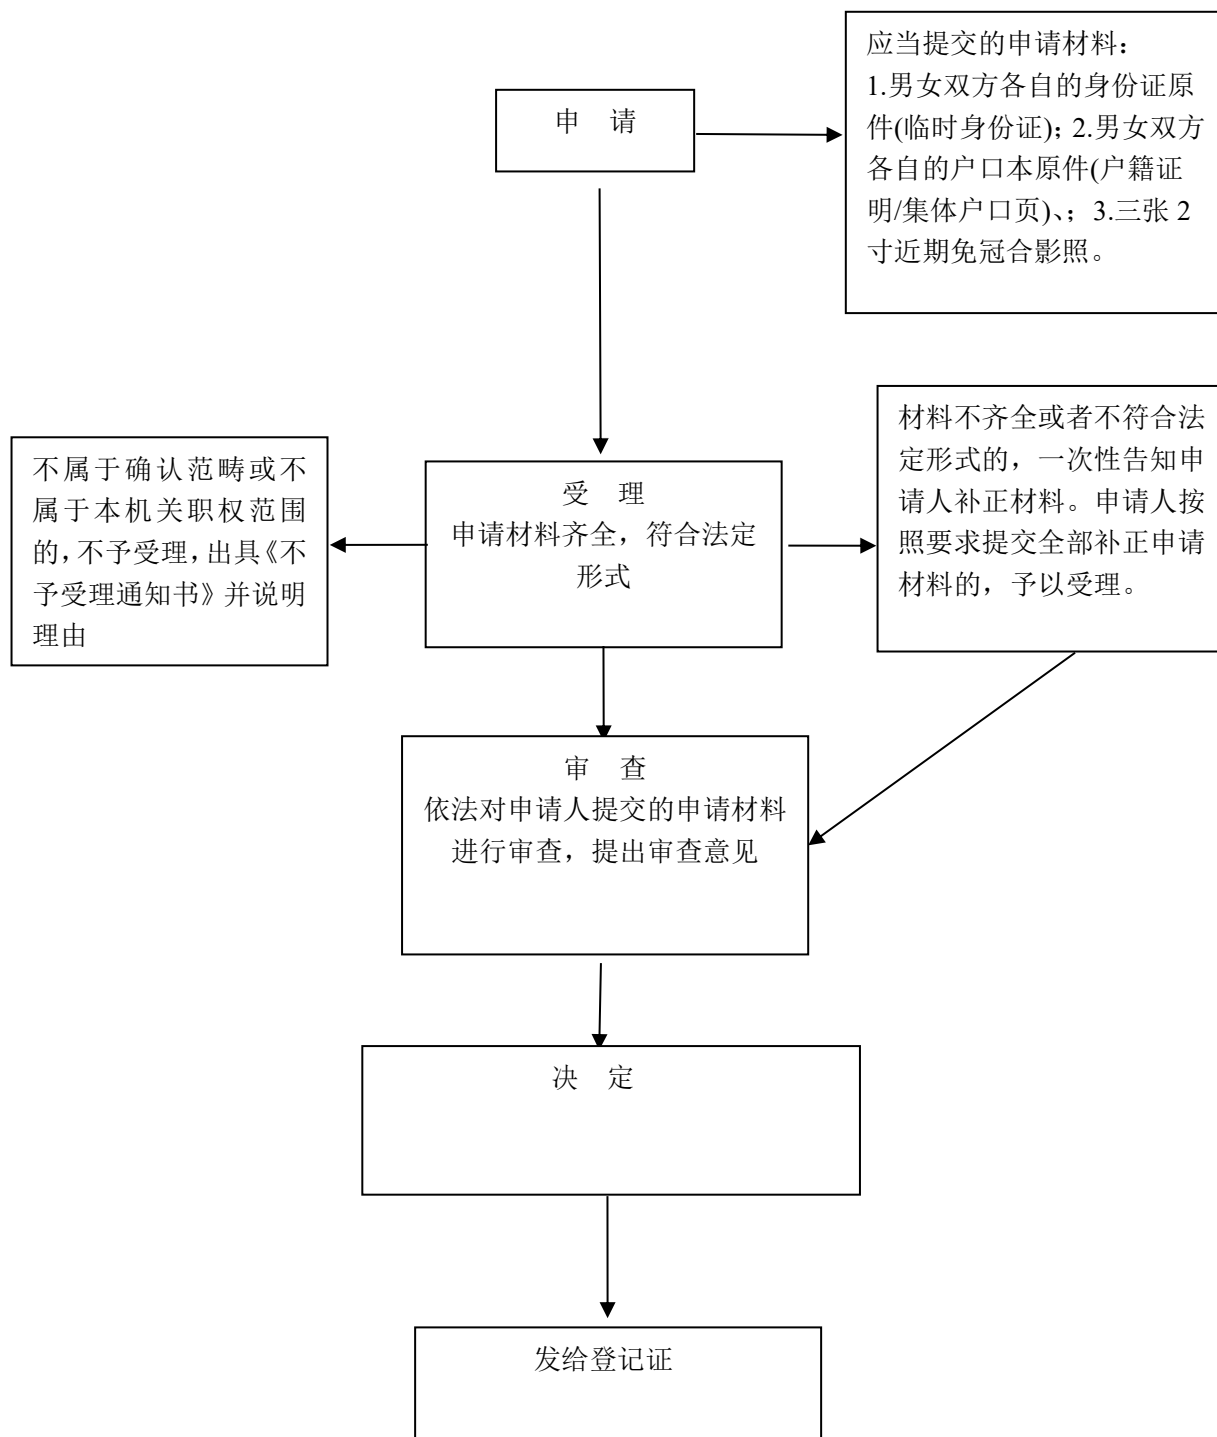 申 请
应当提交的申请材料：
1.男女双方各自的身份证原
件(临时身份证)；2.男女双方
各自的户口本原件(户籍证
明/集体户口页)、；3.三张 2
寸近期免冠合影照。
不属于确认范畴或不
属于本机关职权范围
的，不予受理，出具《不
予受理通知书》并说明
理由
受 理
申请材料齐全，符合法定
形式
材料不齐全或者不符合法
定形式的，一次性告知申
请人补正材料。申请人按
照要求提交全部补正申请
材料的，予以受理。
审 查
依法对申请人提交的申请材料
进行审查，提出审查意见
决 定
发给登记证